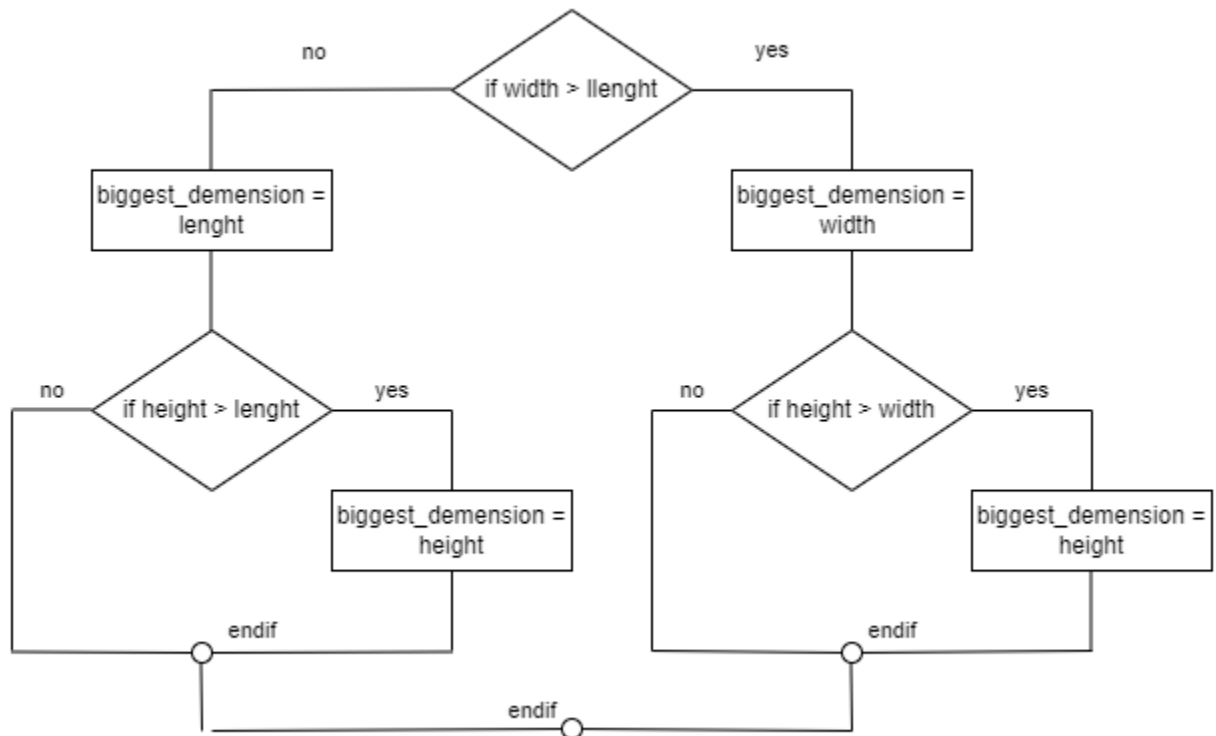 no
yes
if width > llenght
biggest_demension =
lenght
biggest_demension =
width
no
if height > lenght
yes
no
if height > width
yes
biggest_demension =
height
biggest_demension =
height
endif
endif
endif